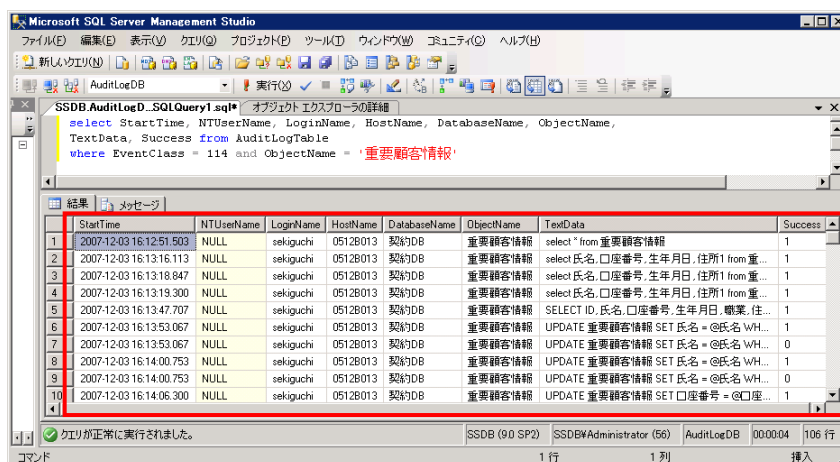 Microsoft SQL Server Management Studio
ファイル(F) 編集(E) 表示(V) クエリ(Q) プロジェクト(P) ツール(T) ウィンドウ(W) コミュニティ(C) ヘルプ(H)
新しいクエリ(N)
AuditLogDB 実行(X)
SSDB.AuditLogD...SQLQuery1.sql* オブジェクト エクスプローラの詳細
select StartTime, NTUserName, LoginName, HostName, DatabaseName, ObjectName,
TextData, Success from AuditLogTable
where EventClass = 114 and ObjectName = '重要顧客情報'
結果 メッセージ
StartTime NTUserName LoginName HostName DatabaseName ObjectName TextData Success
1 2007-12-03 16:12:51.503 NULL sekiguchi 0512B013 契約DB 重要顧客情報 select * from 重要顧客情報 1
2 2007-12-03 16:13:16.113 NULL sekiguchi 0512B013 契約DB 重要顧客情報 select 氏名,口座番号,生年月日,住所1 from 重... 1
3 2007-12-03 16:13:18.847 NULL sekiguchi 0512B013 契約DB 重要顧客情報 select 氏名,口座番号,生年月日,住所1 from 重... 1
4 2007-12-03 16:13:19.300 NULL sekiguchi 0512B013 契約DB 重要顧客情報 select 氏名,口座番号,生年月日,住所1 from 重... 1
5 2007-12-03 16:13:47.707 NULL sekiguchi 0512B013 契約DB 重要顧客情報 SELECT ID,氏名,口座番号,生年月日,職業,住... 1
6 2007-12-03 16:13:53.067 NULL sekiguchi 0512B013 契約DB 重要顧客情報 UPDATE 重要顧客情報 SET 氏名 = @氏名 WH... 1
7 2007-12-03 16:13:53.067 NULL sekiguchi 0512B013 契約DB 重要顧客情報 UPDATE 重要顧客情報 SET 氏名 = @氏名 WH... 0
8 2007-12-03 16:14:00.753 NULL sekiguchi 0512B013 契約DB 重要顧客情報 UPDATE 重要顧客情報 SET 氏名 = @氏名 WH... 1
9 2007-12-03 16:14:00.753 NULL sekiguchi 0512B013 契約DB 重要顧客情報 UPDATE 重要顧客情報 SET 氏名 = @氏名 WH... 0
10 2007-12-03 16:14:06.300 NULL sekiguchi 0512B013 契約DB 重要顧客情報 UPDATE 重要顧客情報 SET 口座番号 = @口座... 1
クエリが正常に実行されました。 SSDB (9.0 SP2) SSDB¥Administrator (56) AuditLogDB 00:00:04 106 行
コマンド 1 行 1 列 挿入